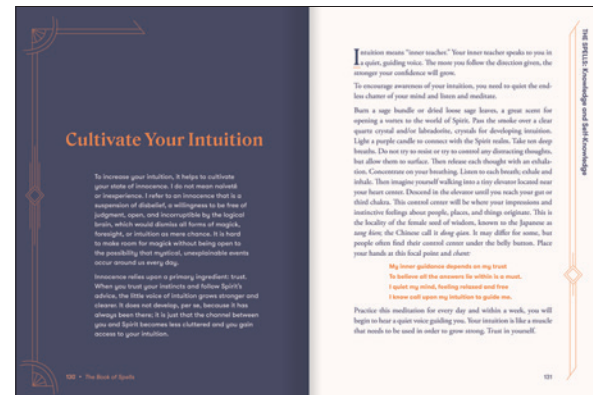 Cultivate Your Intuition
To increase your intuition, it helps to cultivate
your state of innocence. I do not mean naiveté
or inexperience. I refer to an innocence that is a
suspension of disbelief, a willingness to be free of
judgment, open, and incorruptible by the logical
brain, which would dismiss all forms of magick,
foresight, or intuition as mere chance. It is hard
to make room for magick without being open to
the possibility that mystical, unexplainable events
occur around us every day.
Innocence relies upon a primary ingredient: trust.
When you trust your instincts and follow Spirit's
advice, the little voice of intuition grows stronger and
clearer. It does not develop, per se, because it has
always been there; it is just that the channel between
you and Spirit becomes less cluttered and you gain
access to your intuition.
130 • The Book of Spells
Intuition means "inner teacher." Your inner teacher speaks to you in
a quiet, guiding voice. The more you follow the direction given, the
stronger your confidence will grow.
To encourage awareness of your intuition, you need to quiet the end-
less chatter of your mind and listen and meditate.
Burn a sage bundle or dried loose sage leaves, a great scent for
opening a vortex to the world of Spirit. Pass the smoke over a clear
quartz crystal and/or labradorite, crystals for developing intuition.
Light a purple candle to connect with the Spirit realm. Take ten deep
breaths. Do not try to resist or try to control any distracting thoughts,
but allow them to surface. Then release each thought with an exhala-
tion. Concentrate on your breathing. Listen to each breath; exhale and
inhale. Then imagine yourself walking into a tiny elevator located near
your heart center. Descend in the elevator until you reach your gut or
third chakra. This control center will be where your impressions and
instinctive feelings about people, places, and things originate. This is
the locality of the female seed of wisdom, known to the Japanese as
tang bien; the Chinese call it dong qian. It may differ for some, but
people often find their control center under the belly button. Place
your hands at this focal point and chant:
My inner guidance depends on my trust
To believe all the answers lie within is a must.
I quiet my mind, feeling relaxed and free
I know call upon my intuition to guide me.
Practice this meditation for every day and within a week, you will
begin to hear a quiet voice guiding you. Your intuition is like a muscle
that needs to be used in order to grow strong. Trust in yourself.
131
THE SPELLS: Knowledge and Self-Knowledge